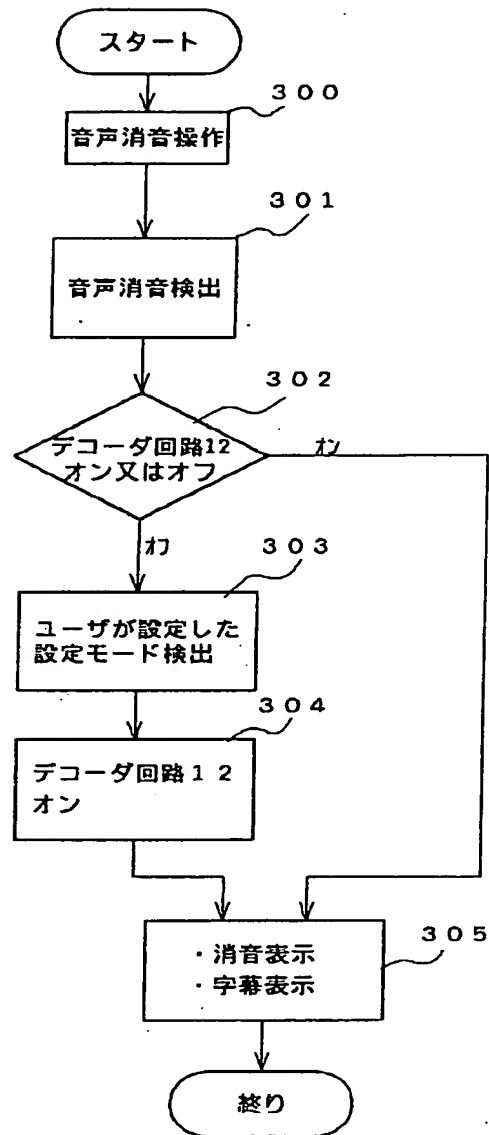 スタート
300
音声消音操作
301
音声消音検出
302
デコーダ回路12
オン又はオフ
オン
オフ
303
ユーザが設定した
設定モード検出
304
デコーダ回路12
オン
305
・消音表示
・字幕表示
終り